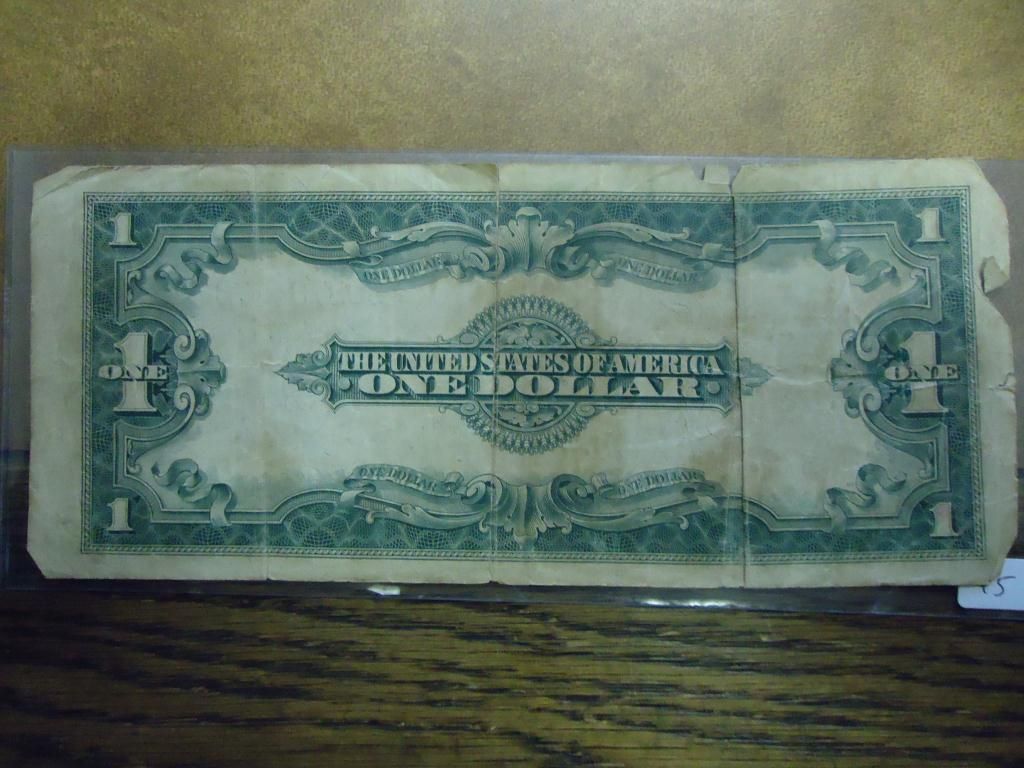 1 1
ONE DOLLAR ONE DOLLAR
THE UNITED STATES OF AMERICA
1 ONE ONE DOLLAR 1 ONE
ONE DOLLAR ONE DOLLAR
1 1
15